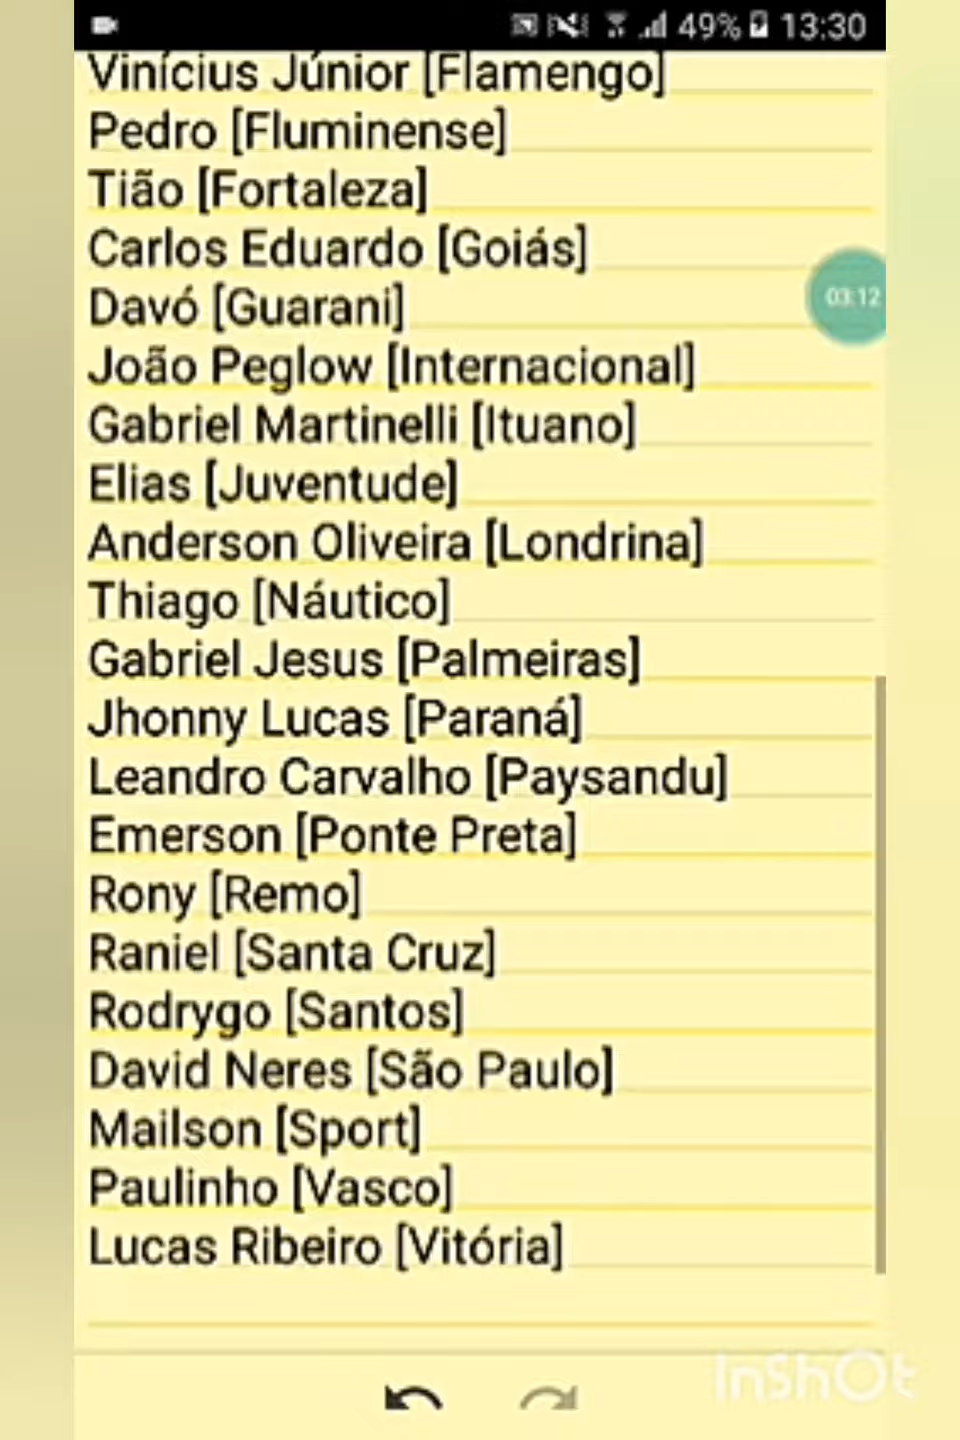 49% 13:30
Vinícius Júnior [Flamengo]
Pedro [Fluminense]
Tião [Fortaleza]
Carlos Eduardo [Goiás]
03:12
Davó [Guarani]
João Peglow [Internacional]
Gabriel Martinelli [Ituano]
Elias [Juventude]
Anderson Oliveira [Londrina]
Thiago [Náutico]
Gabriel Jesus [Palmeiras]
Jhonny Lucas [Paraná]
Leandro Carvalho [Paysandu]
Emerson [Ponte Preta]
Rony [Remo]
Raniel [Santa Cruz]
Rodrygo [Santos]
David Neres [São Paulo]
Mailson [Sport]
Paulinho [Vasco]
Lucas Ribeiro [Vitória]
InShOt